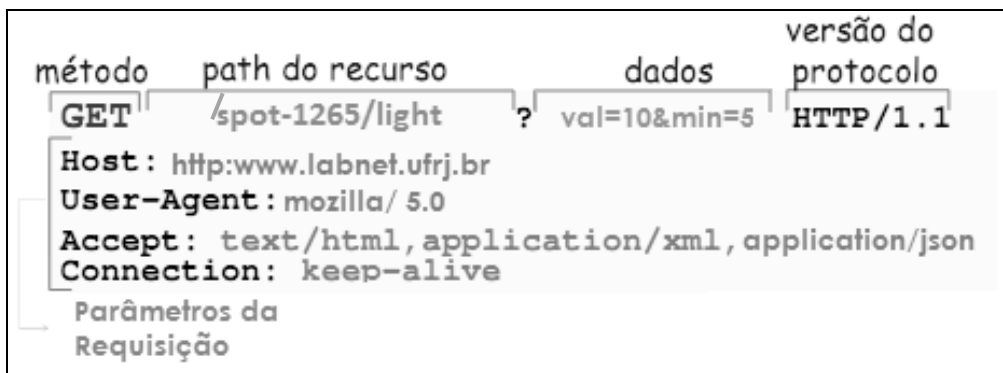 versão do
método path do recurso dados protocolo
GET /spot-1265/light ? val=10&min=5 HTTP/1.1
Host: http:www.labnet.ufrj.br
User-Agent: mozilla/ 5.0
Accept: text/html,application/xml,application/json
Connection: keep-alive
Parâmetros da
Requisição